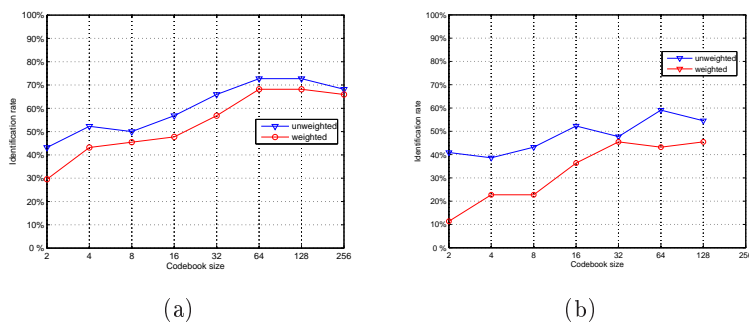 100%
90%
80%
70%
60%
50%
40%
30%
20%
10%
0 %
Identification rate
2 4 8 16 32 64 128 256
Codebook size
unweighted
weighted
(a)
100%
90%
80%
70%
60%
50%
40%
30%
20%
10%
0 %
Identification rate
2 4 8 16 32 64 128 25
Codebook size
unweighted
weighted
(b)